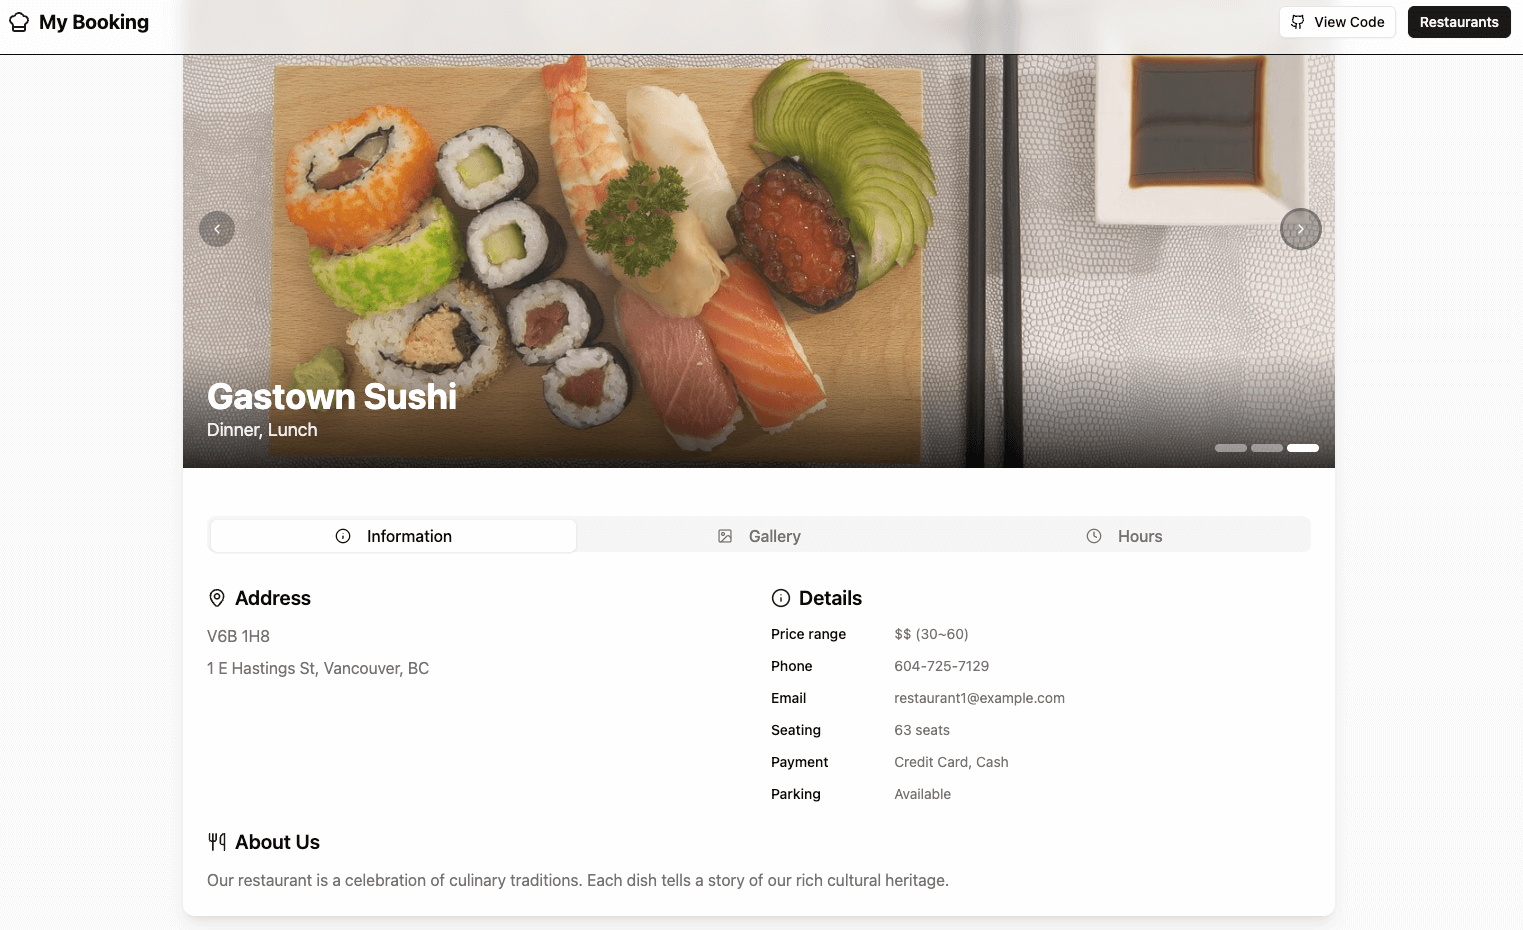 My Booking
View Code
Restaurants
Gastown Sushi
Dinner, Lunch
Information
Gallery
Hours
Address
V6B 1H8
1 E Hastings St, Vancouver, BC
Details
Price range $$ (30~60)
Phone 604-725-7129
Email restaurant1@example.com
Seating 63 seats
Payment Credit Card, Cash
Parking Available
About Us
Our restaurant is a celebration of culinary traditions. Each dish tells a story of our rich cultural heritage.